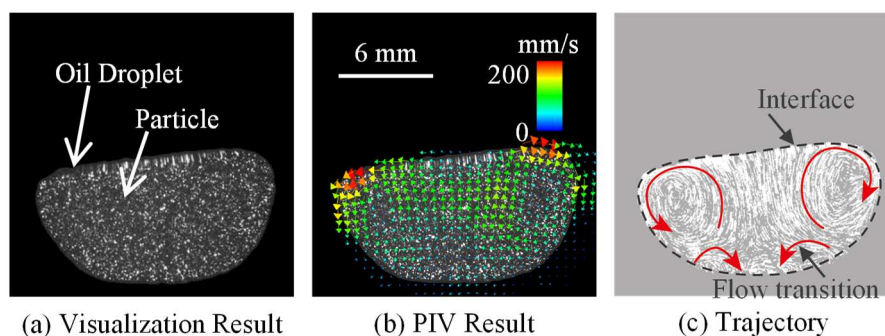 Oil Droplet
Particle
6 mm
mm/s
200
0
Interface
Flow transition
(a) Visualization Result
(b) PIV Result
(c) Trajectory